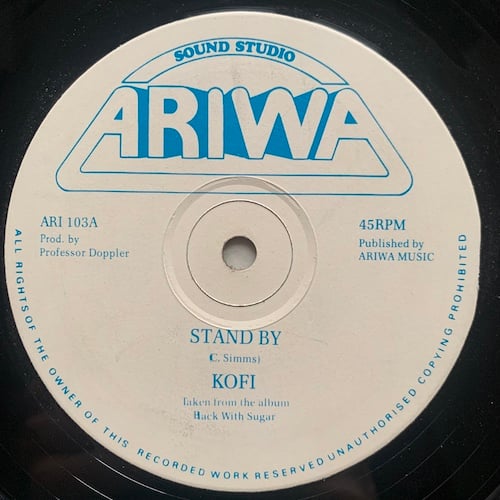 SOUND STUDIO
ARIWA
ARI 103A
Prod. by
Professor Doppler
45RPM
Published by
ARIWA MUSIC
STAND BY
(C. Simms)
KOFI
Taken from the album
Black With Sugar
ALL RIGHTS OF THE OWNER OF THIS RECORDED WORK RESERVED UNAUTHORISED COPYING PROHIBITED